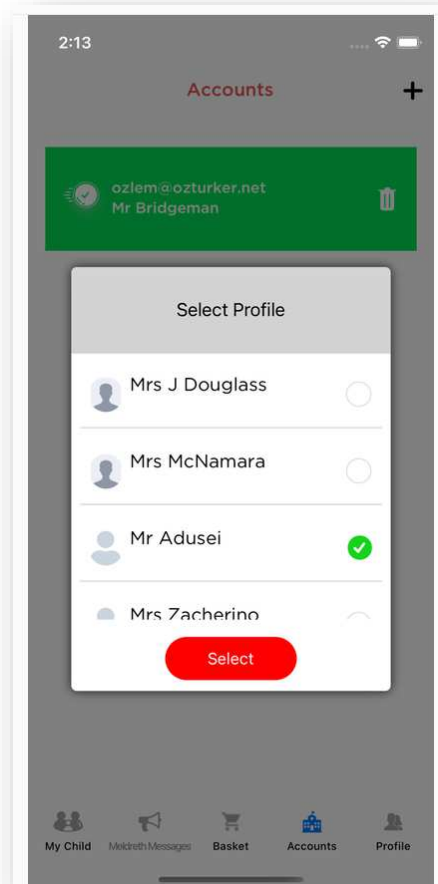 2:13
Accounts
ozlem@ozturker.net
Mr Bridgeman
Select Profile
Mrs J Douglass
Mrs McNamara
Mr Adusei
Mrs Zacherino
Select
My Child
Meldreth Messages
Basket
Accounts
Profile